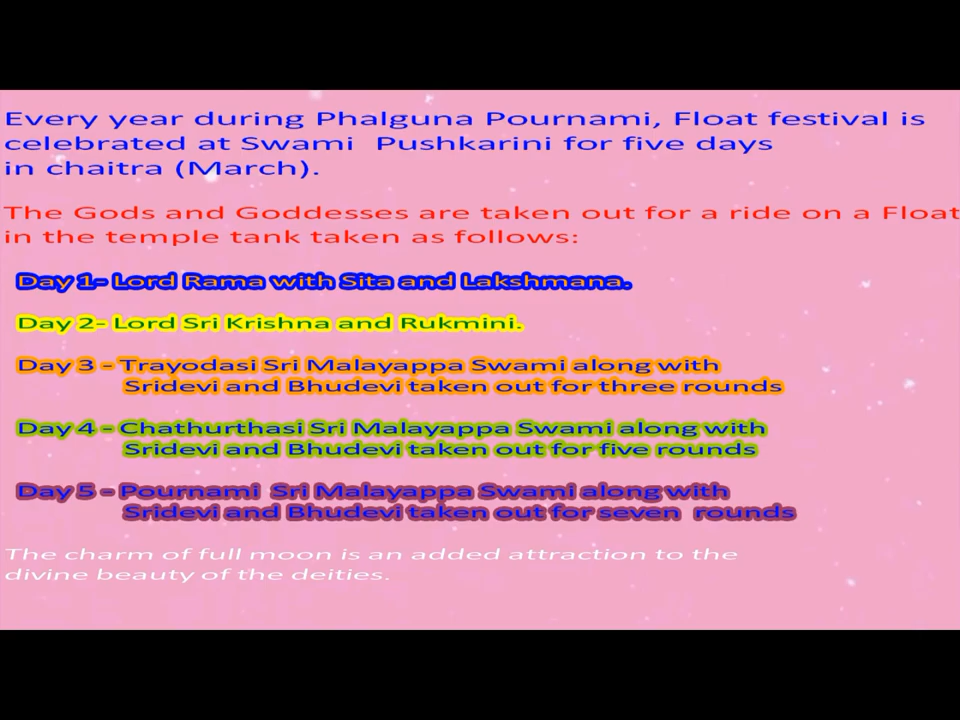 Every year during Phalguna Pournami, Float festival is
celebrated at Swami  Pushkarini for five days
in chaitra (March).
The Gods and Goddesses are taken out for a ride on a Float
in the temple tank taken as follows:
Day 1- Lord Rama with Sita and Lakshmana.
Day 2- Lord Sri Krishna and Rukmini.
Day 3 - Trayodasi Sri Malayappa Swami along with
Sridevi and Bhudevi taken out for three rounds
Day 4 - Chathurthasi Sri Malayappa Swami along with
Sridevi and Bhudevi taken out for five rounds
Day 5 - Pournami  Sri Malayappa Swami along with
Sridevi and Bhudevi taken out for seven  rounds
The charm of full moon is an added attraction to the
divine beauty of the deities.